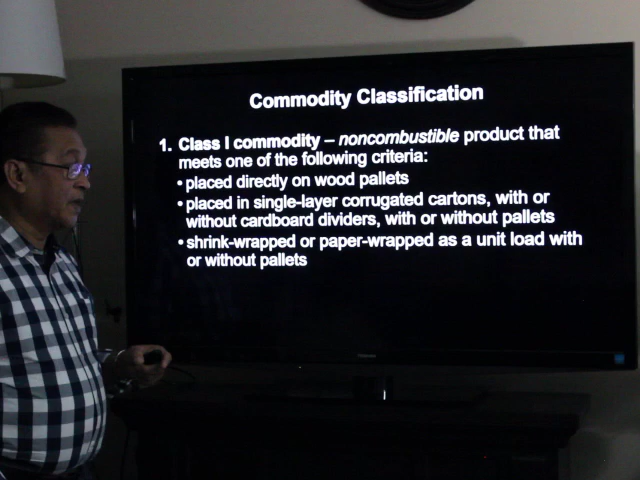 Commodity Classification
1. Class I commodity – noncombustible product that
meets one of the following criteria:
• placed directly on wood pallets
• placed in single-layer corrugated cartons, with or
without cardboard dividers, with or without pallets
• shrink-wrapped or paper-wrapped as a unit load with
or without pallets
TOSHIBA